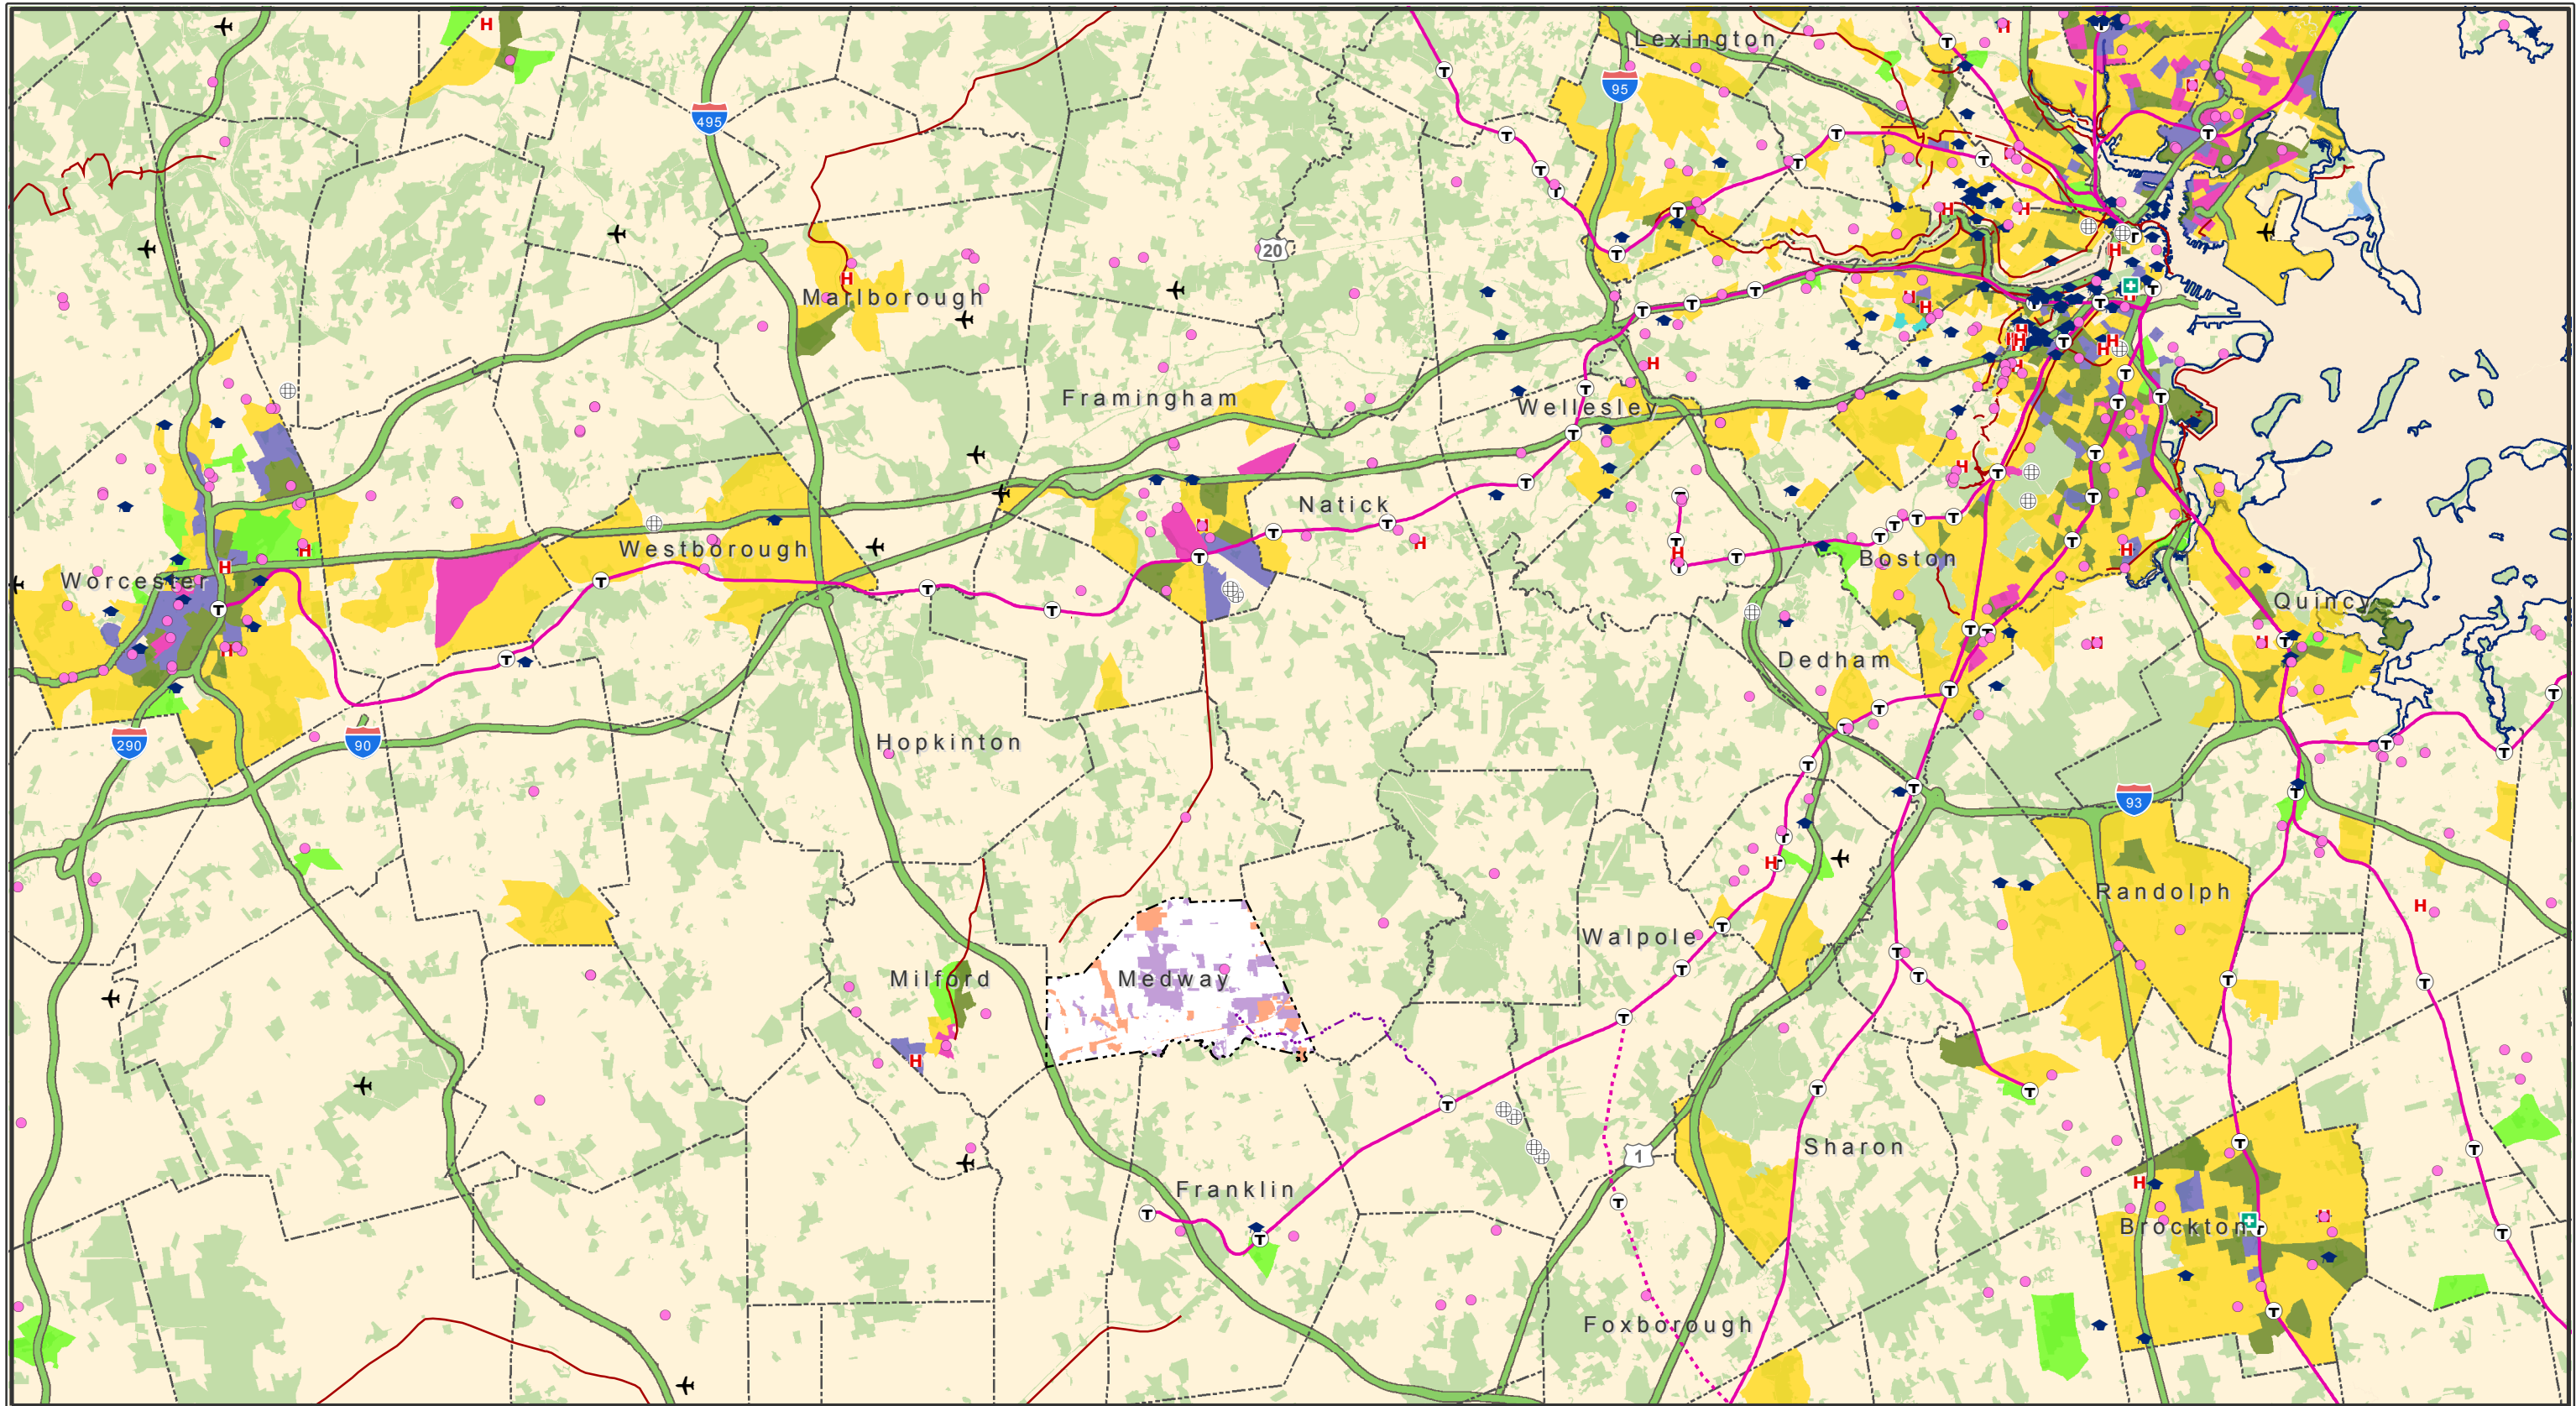 Lexington
95
495
20
Marlborough
Framingham
Wellesley
Natick
Westborough
Boston
Worcester
Quincy
Dedham
Hopkinton
290
90
93
Randolph
Walpole
Milford
Medway
Sharon
1
Franklin
Brockton
Foxborough